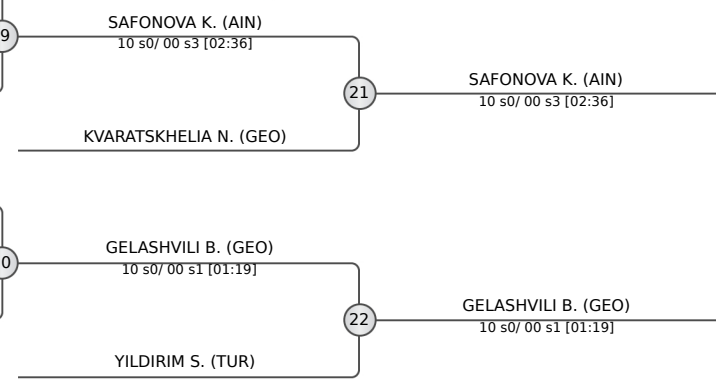 9
SAFONOVA K. (AIN)
10 s0/ 00 s3 [02:36]
21
SAFONOVA K. (AIN)
10 s0/ 00 s3 [02:36]
KVARATSKHELIA N. (GEO)
0
GELASHVILI B. (GEO)
10 s0/ 00 s1 [01:19]
22
GELASHVILI B. (GEO)
10 s0/ 00 s1 [01:19]
YILDIRIM S. (TUR)